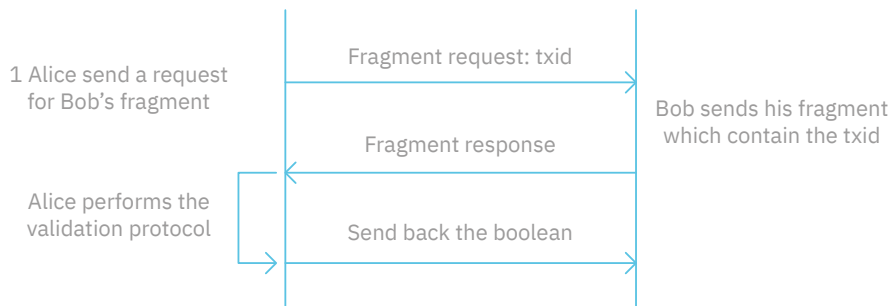 Fragment request: txid
1 Alice send a request
for Bob's fragment
Bob sends his fragment
which contain the txid
Fragment response
Alice performs the
validation protocol
Send back the boolean